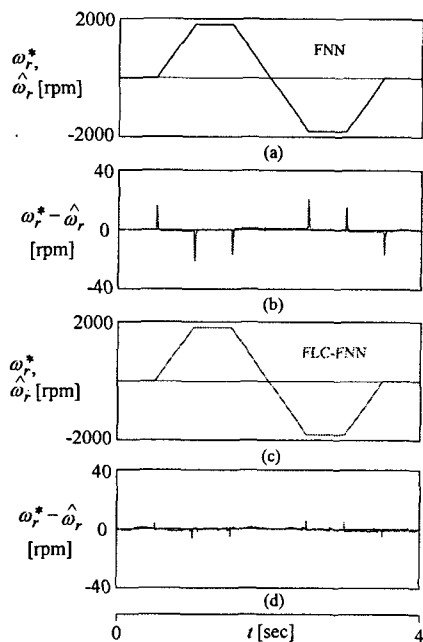 2000
ω_r^*,
ω̂_r [rpm]
FNN
-2000
(a)
40
ω_r^* − ω̂_r
0
[rpm]
-40
(b)
2000
ω_r^*,
ω̂_r [rpm]
FLC-FNN
-2000
(c)
40
ω_r^* − ω̂_r
0
[rpm]
-40
(d)
0
t [sec]
4